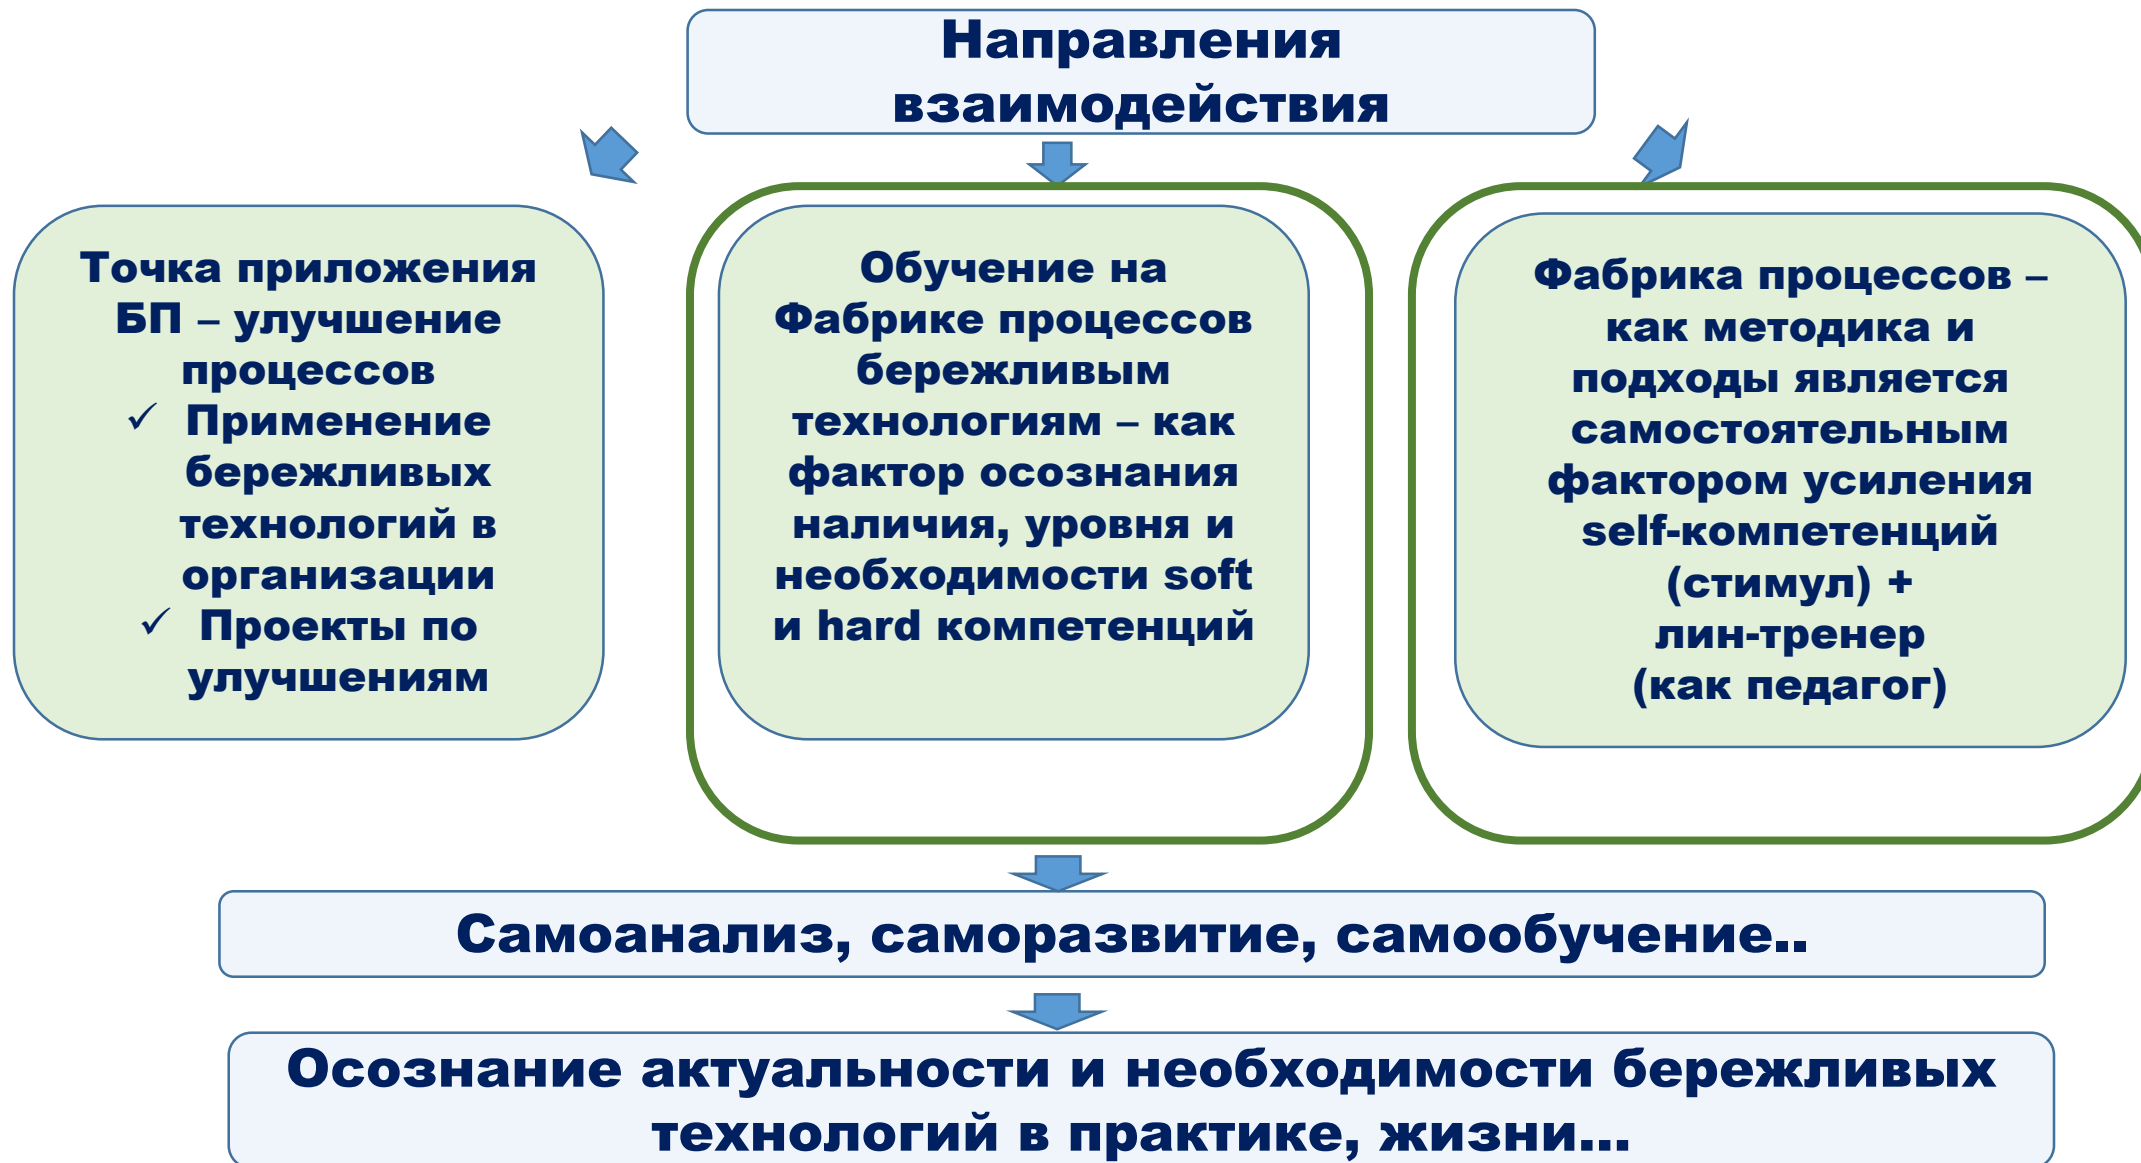 Направления
взаимодействия
Точка приложения
БП – улучшение
процессов
✓ Применение
бережливых
технологий в
организации
✓ Проекты по
улучшениям
Обучение на
Фабрике процессов
бережливым
технологиям – как
фактор осознания
наличия, уровня и
необходимости soft
и hard компетенций
Фабрика процессов –
как методика и
подходы является
самостоятельным
фактором усиления
self-компетенций
(стимул) +
лин-тренер
(как педагог)
Самоанализ, саморазвитие, самообучение..
Осознание актуальности и необходимости бережливых
технологий в практике, жизни...